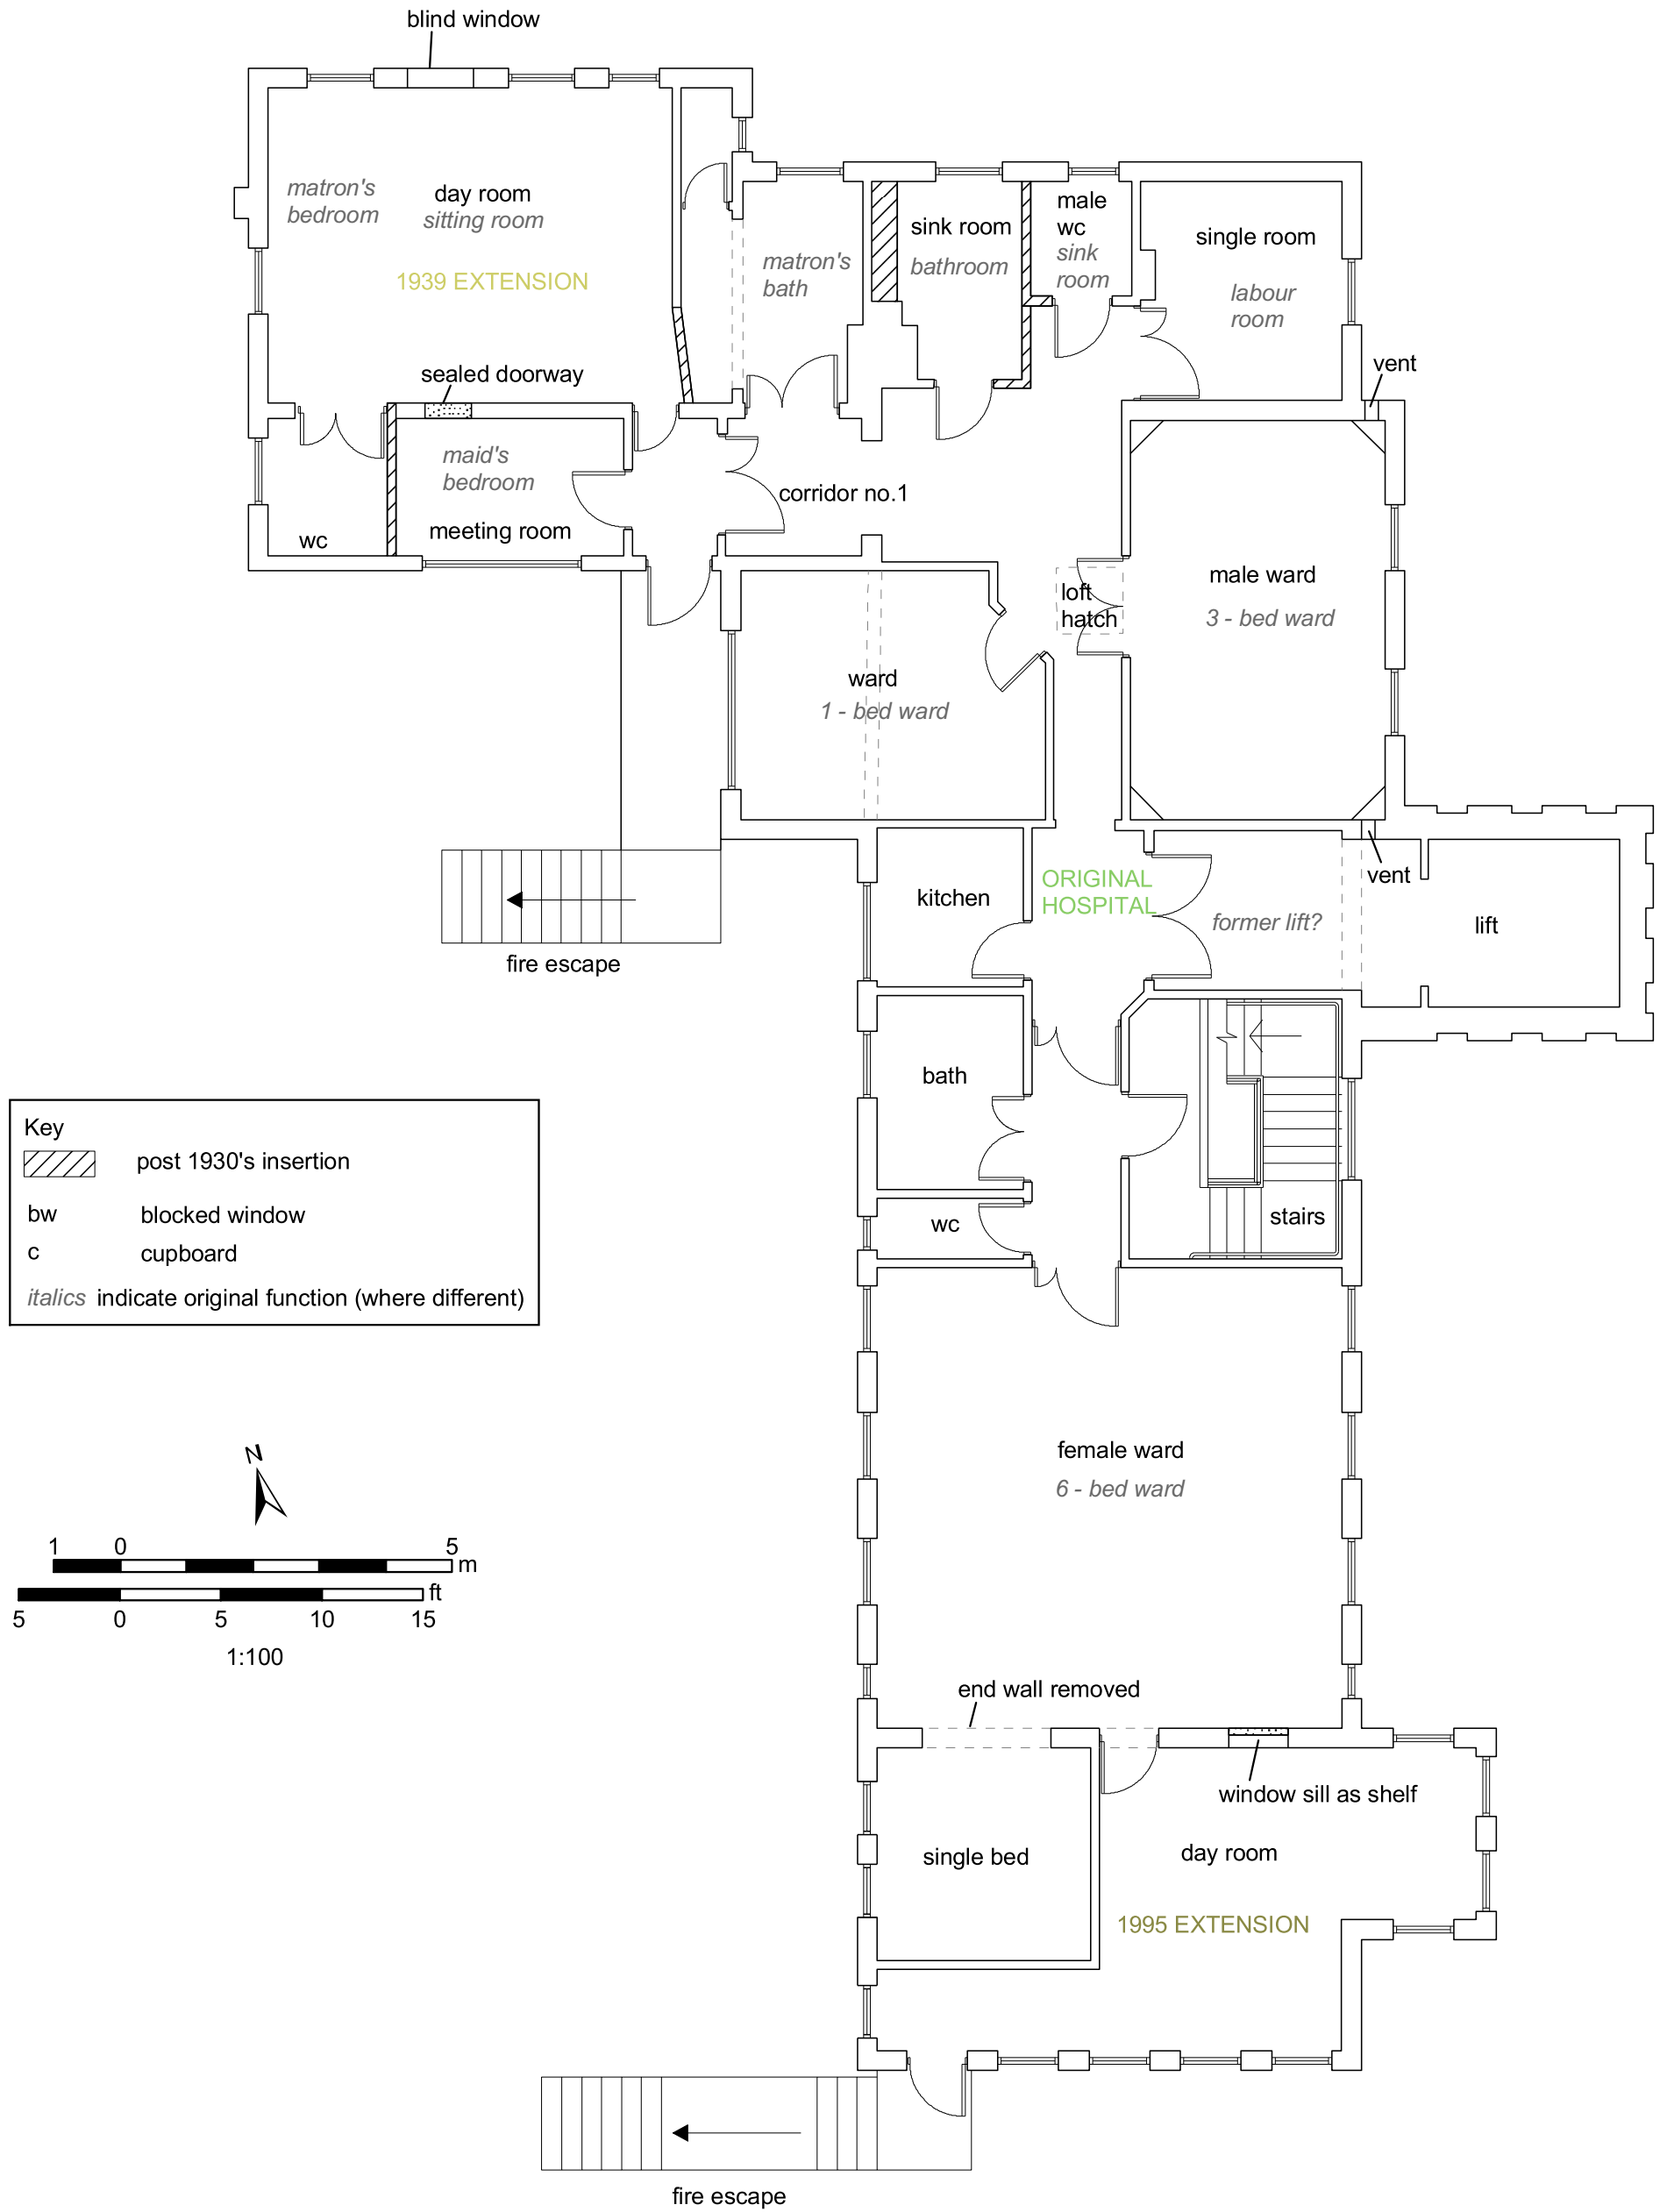 blind window
matron's
bedroom
day room
sitting room
1939 EXTENSION
matron's
bath
sink room
bathroom
male
wc
sink
room
single room
labour
room
vent
sealed doorway
maid's
bedroom
meeting room
wc
corridor no.1
loft
hatch
male ward
3 - bed ward
ward
1 - bed ward
kitchen
ORIGINAL
HOSPITAL
former lift?
vent
lift
fire escape
bath
wc
stairs
Key
post 1930's insertion
bw blocked window
c cupboard
italics indicate original function (where different)
female ward
6 - bed ward
N
1 0 5
m
ft
5 0 5 10 15
1:100
end wall removed
window sill as shelf
single bed
day room
1995 EXTENSION
fire escape